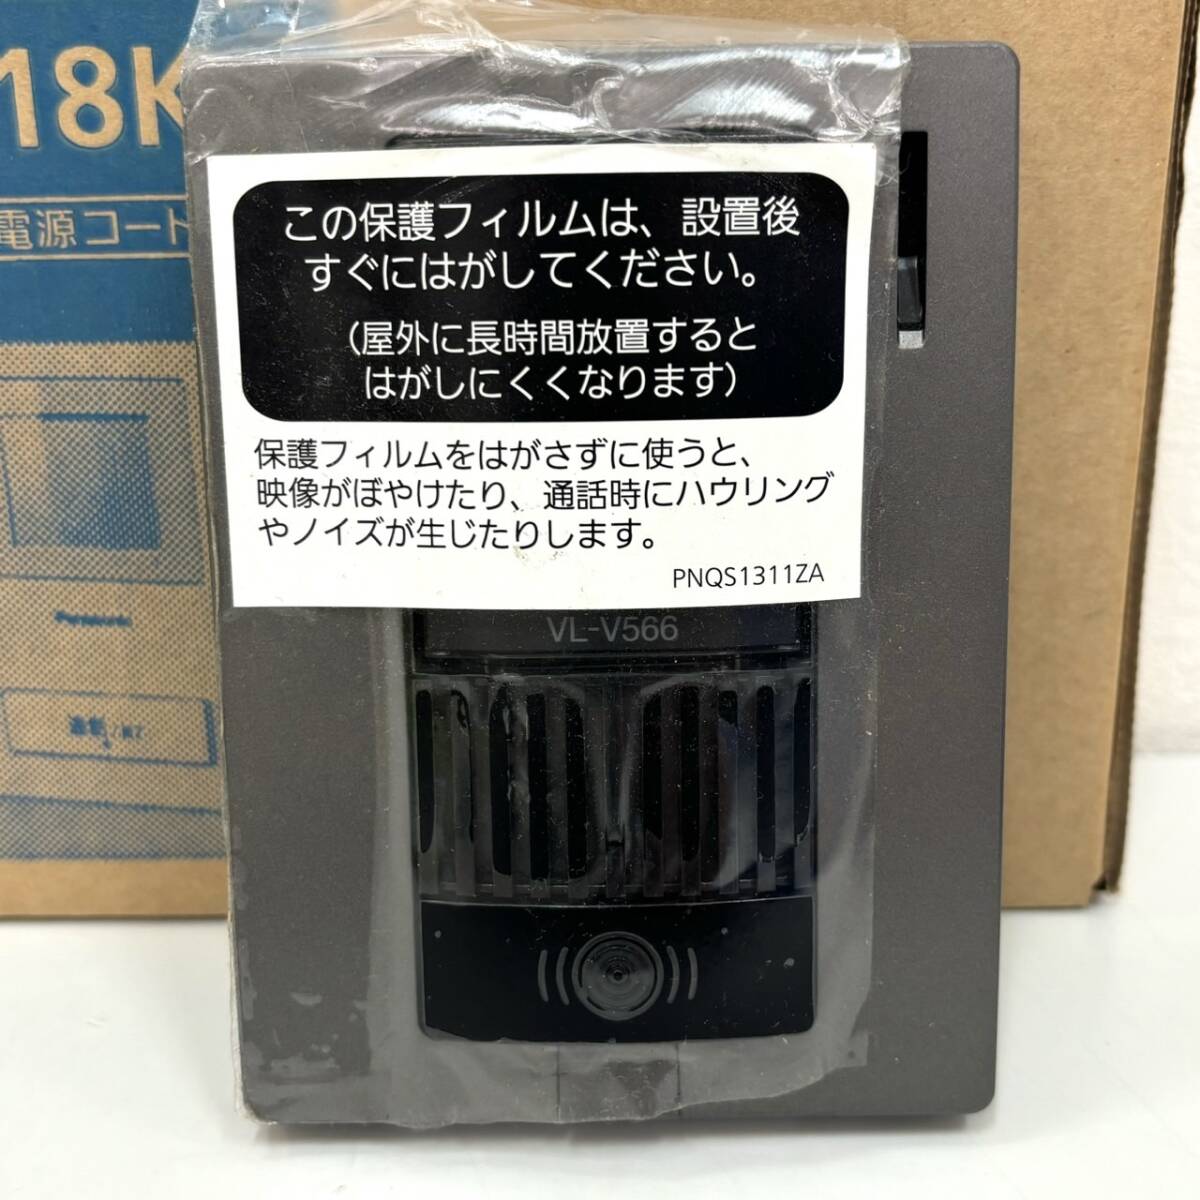 18K
電源コード
この保護フィルムは、設置後
すぐにはがしてください。
（屋外に長時間放置すると
はがしにくくなります）
保護フィルムをはがさずに使うと、
映像がぼやけたり、通話時にハウリング
やノイズが生じたりします。
PNQS1311ZA
VL-V566
Panasonic